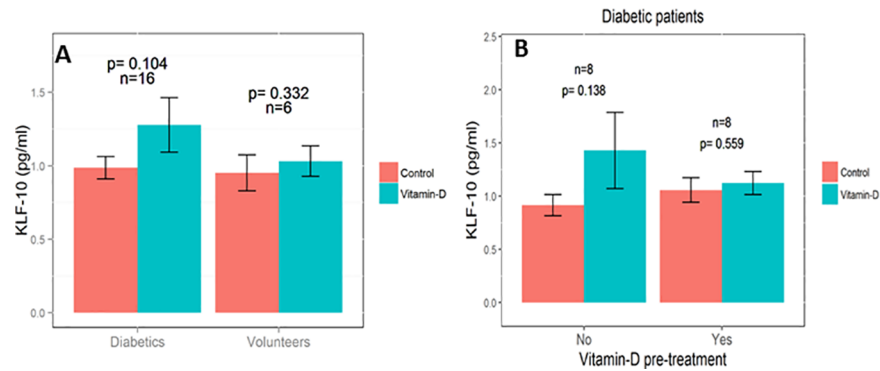 A
p= 0.104
n=16
p= 0.332
n=6
KLF-10 (pg/ml)
1.5
1.0
0.5
0.0
Diabetics
Volunteers
Control
Vitamin-D
Diabetic patients
B
n=8
p= 0.138
n=8
p= 0.559
KLF-10 (pg/ml)
2.5
2.0
1.5
1.0
0.5
0.0
No
Yes
Vitamin-D pre-treatment
Control
Vitamin-D